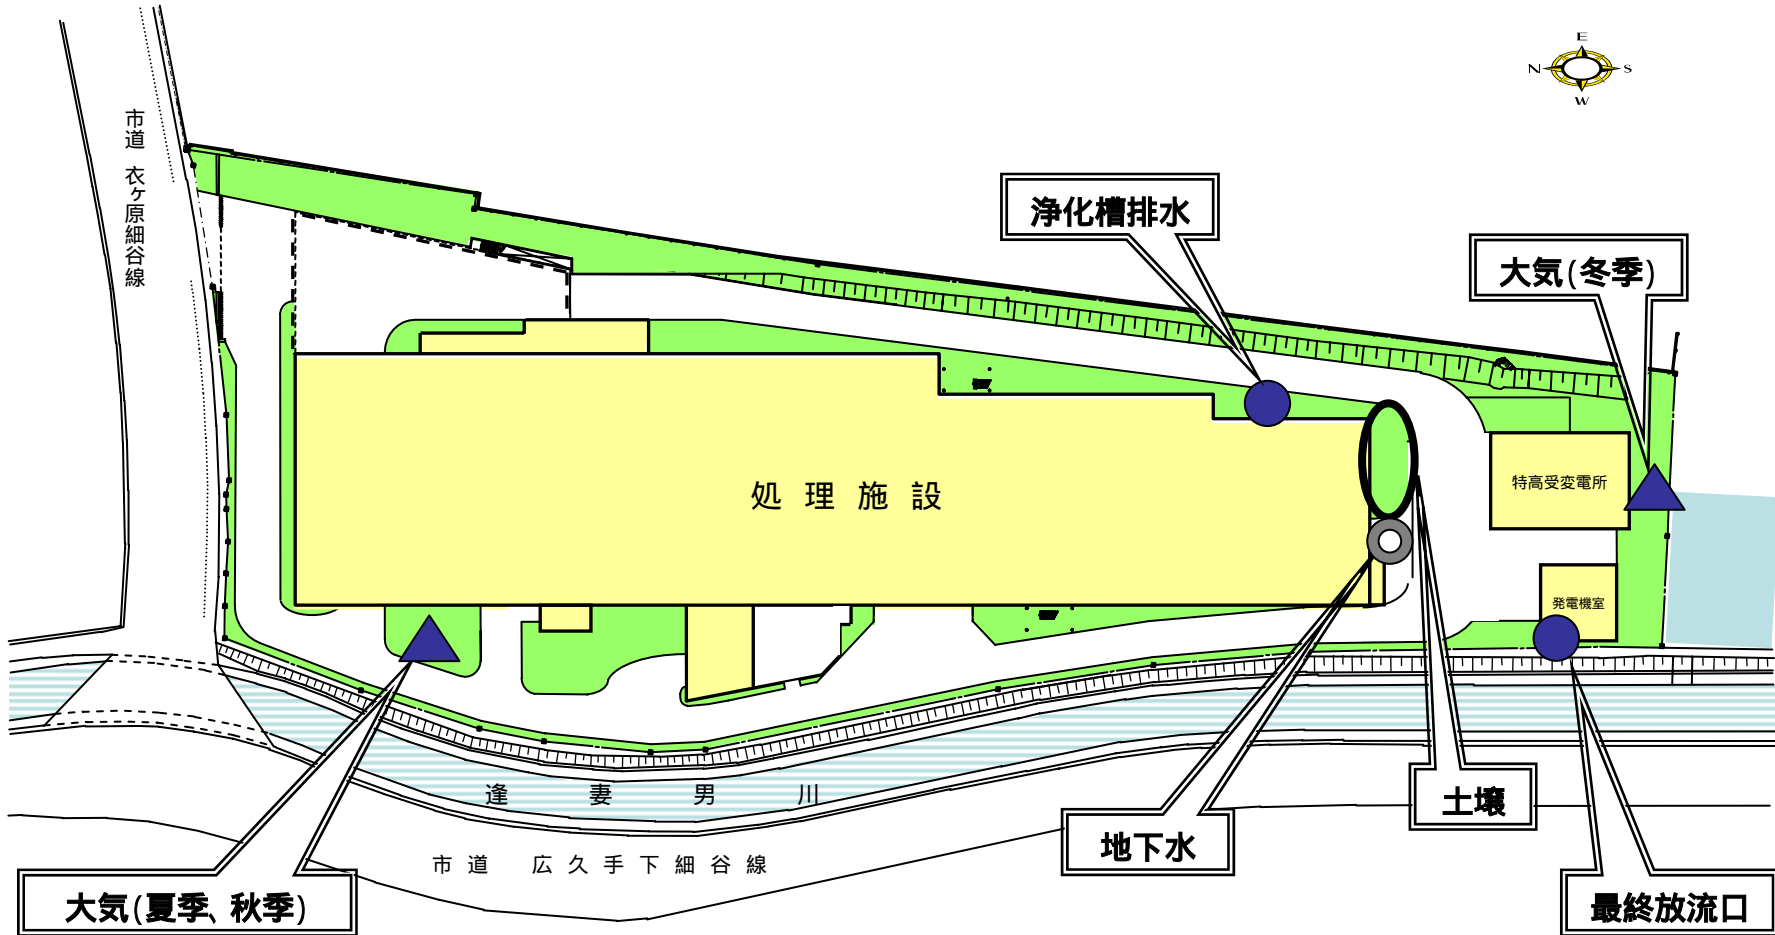 E
N
S
W
市道 衣ヶ原細谷線
浄化槽排水
大気(冬季)
処理施設
特高受変電所
発電機室
逢妻男川
土壌
地下水
市道 広久手下細谷線
大気(夏季、秋季)
最終放流口